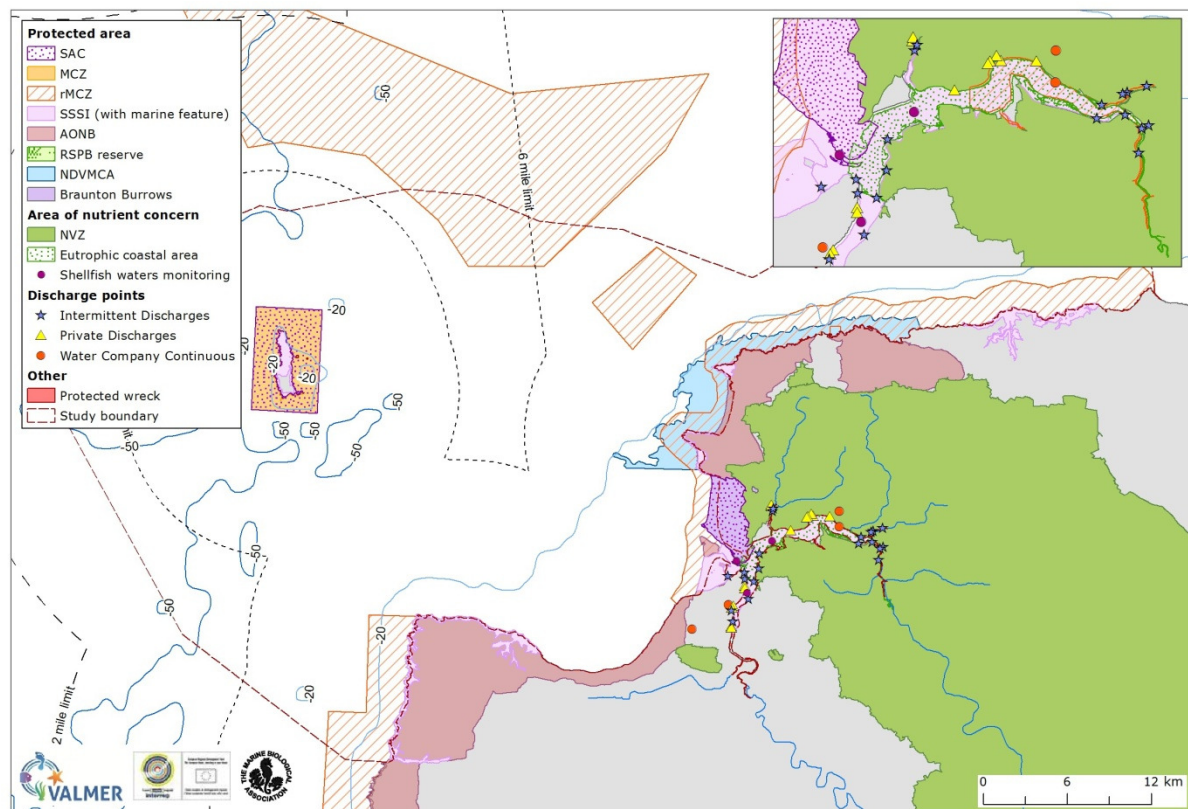 Protected area
SAC
MCZ
rMCZ
SSSI (with marine feature)
AONB
RSPB reserve
NDVMCA
Braunton Burrows
Area of nutrient concern
NVZ
Eutrophic coastal area
Shellfish waters monitoring
Discharge points
Intermittent Discharges
Private Discharges
Water Company Continuous
Other
Protected wreck
Study boundary
-50
6 mile limit
-20
-20
-20
-20
-50
-50
-50
-50
-50
-50
-50
-20
-20
2 mile limit
VALMER
THE MARINE BIOLOGICAL
ASSOCIATION
0 6 12 km